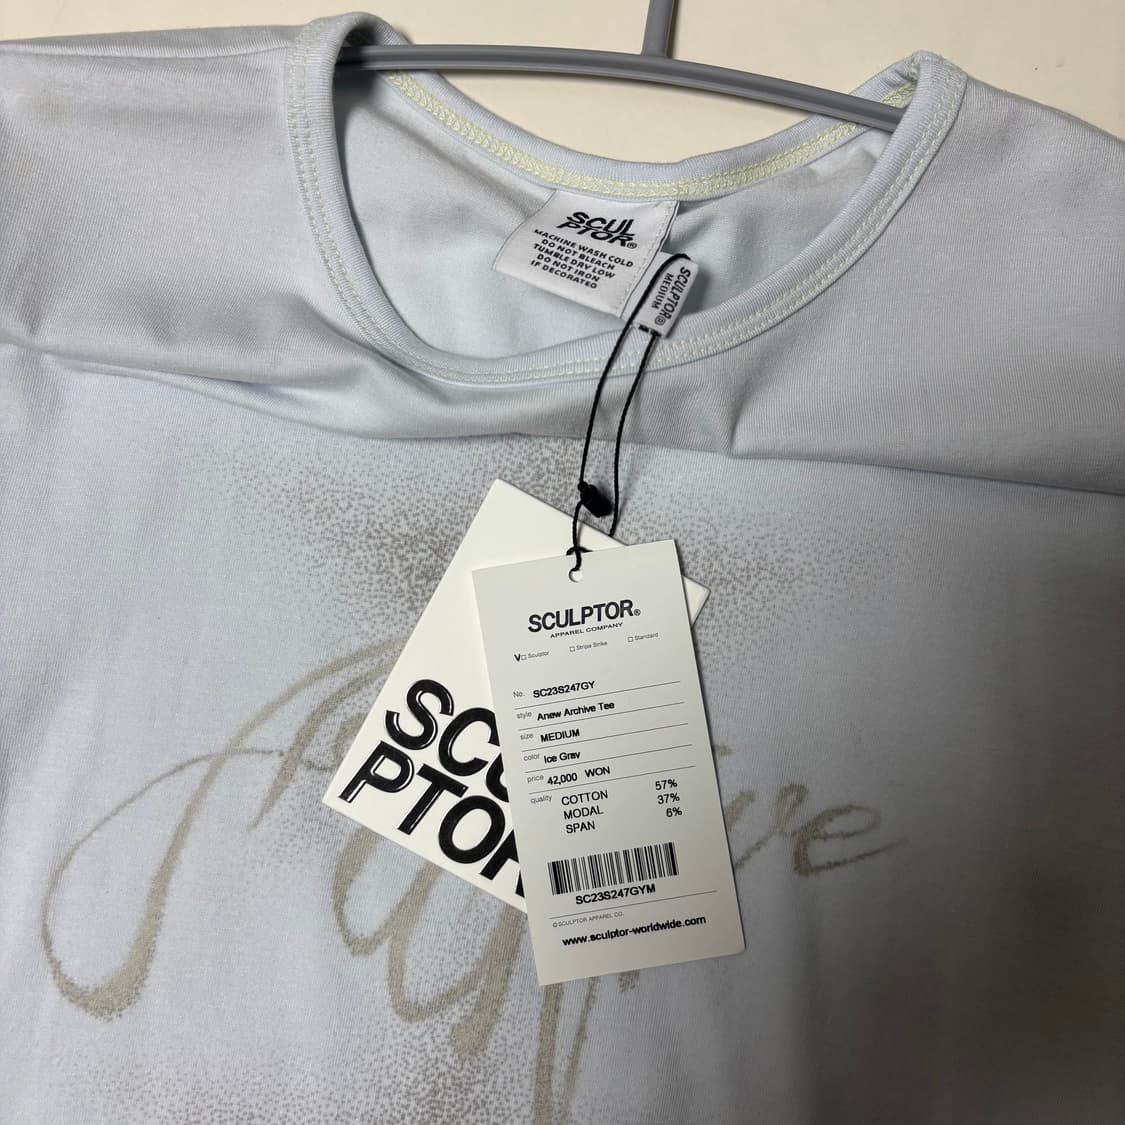 SCUL
PTOR®
MACHINE WASH COLD
DO NOT BLEACH
TUMBLE DRY LOW
DO NOT IRON
IF DECORATED
SCULPTOR®
MEDIUM
SCULPTOR®
APPAREL COMPANY
V□ Sculptor □ Stripe Strike □ Standard
No. SC23S247GY
style Anew Archive Tee
size MEDIUM
color Ice Gray
price 42,000 WON
quality COTTON 57%
MODAL 37%
SPAN 6%
SC23S247GYM
© SCULPTOR APPAREL CO.
www.sculptor-worldwide.com
SC
PTO